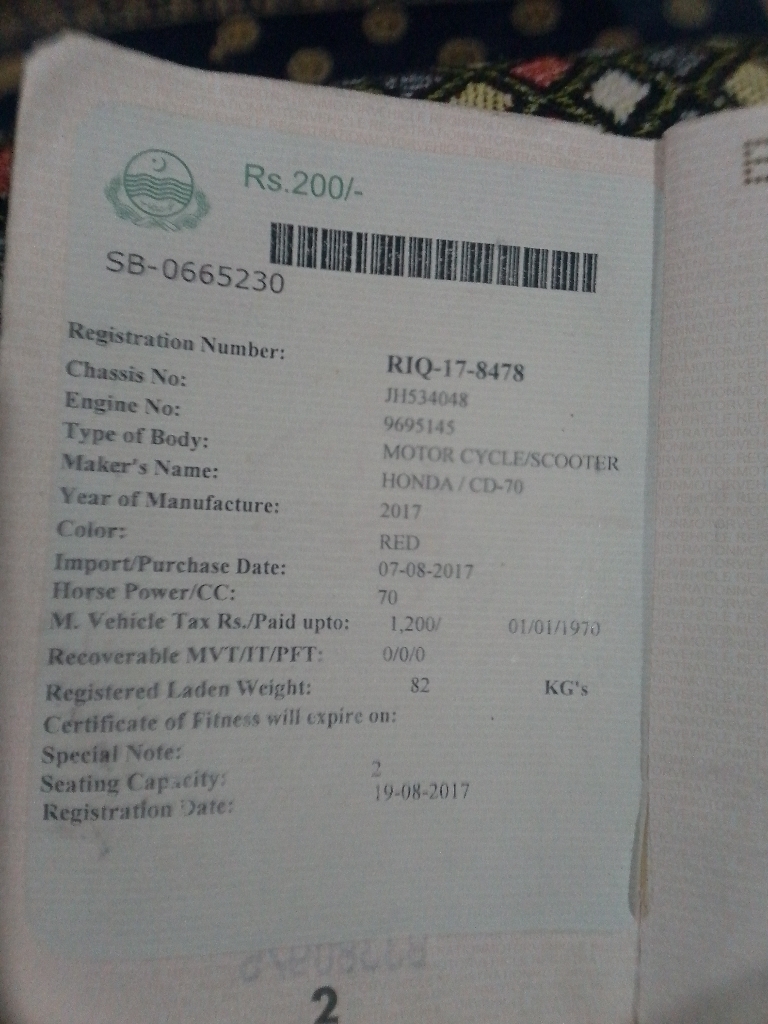 Rs.200/-
SB-0665230
Registration Number: RIQ-17-8478
Chassis No: JH534048
Engine No: 9695145
Type of Body: MOTOR CYCLE/SCOOTER
Maker's Name: HONDA / CD-70
Year of Manufacture: 2017
Color: RED
Import/Purchase Date: 07-08-2017
Horse Power/CC: 70
M. Vehicle Tax Rs./Paid upto: 1,200/ 01/01/1970
Recoverable MVT/IT/PFT: 0/0/0
Registered Laden Weight: 82 KG's
Certificate of Fitness will expire on: .
Special Note:
Seating Capacity: 2
Registration Date: 19-08-2017
2